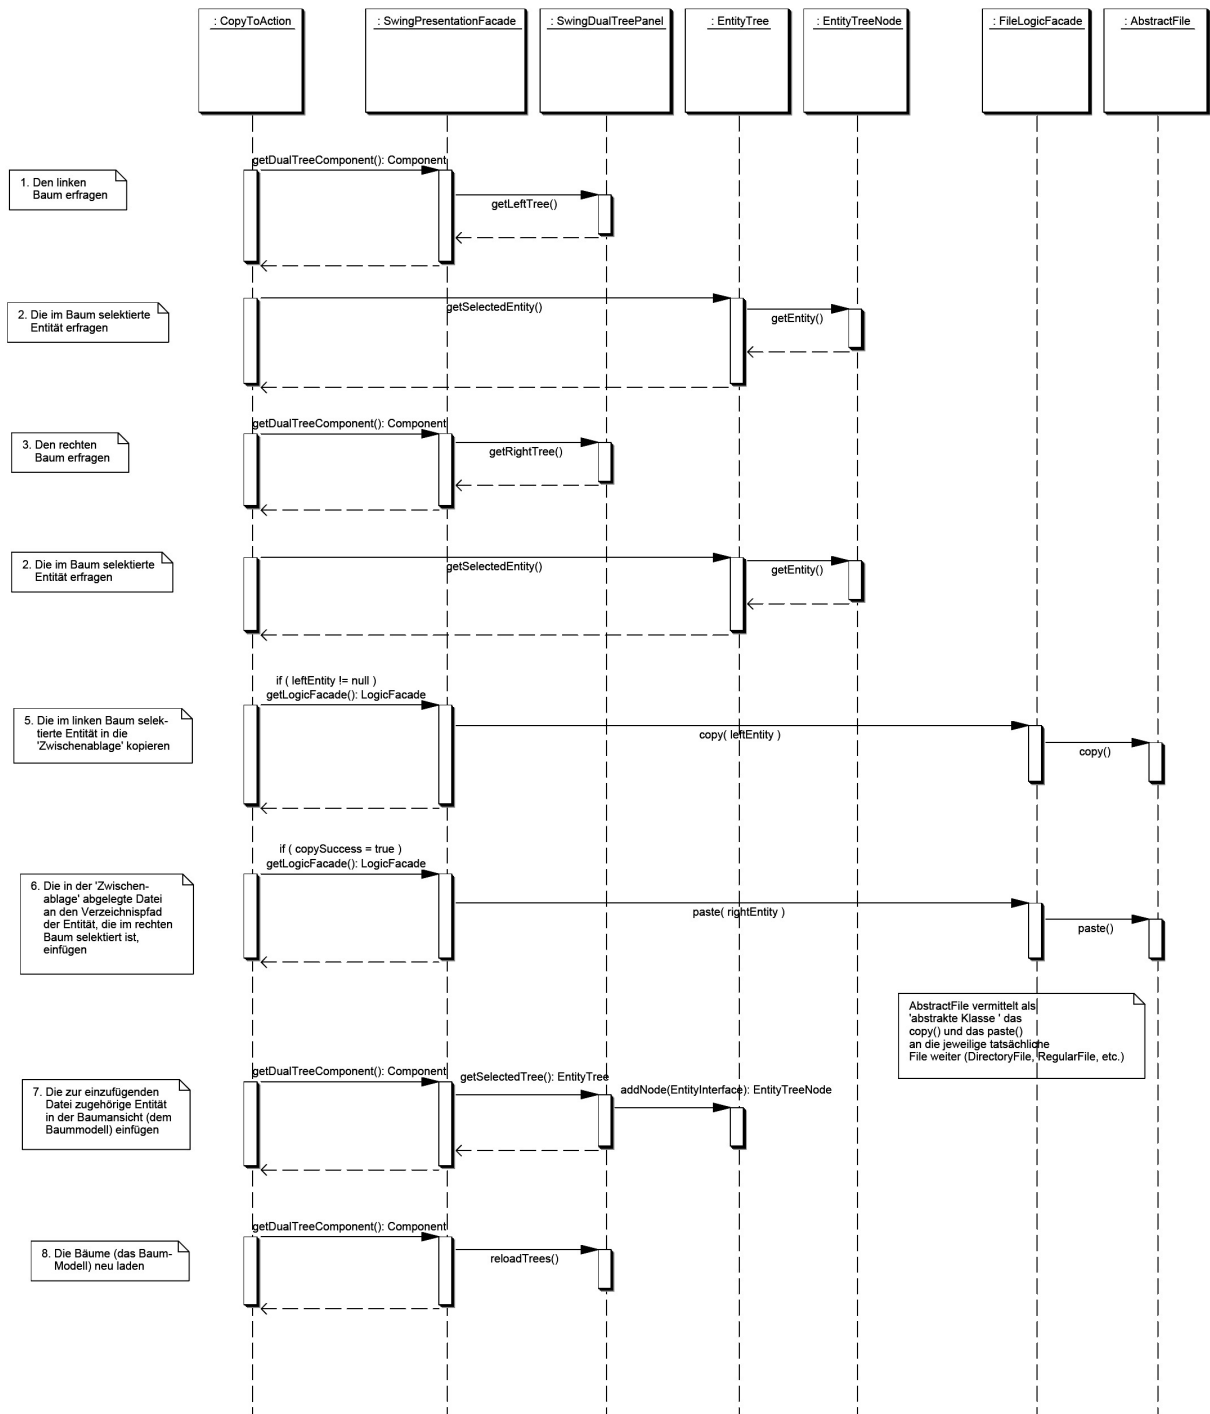 : CopyToAction
: SwingPresentationFacade
: SwingDualTreePanel
: EntityTree
: EntityTreeNode
: FileLogicFacade
: AbstractFile
getDualTreeComponent(): Component
1. Den linken
Baum erfragen
getLeftTree()
2. Die im Baum selektierte
Entität erfragen
getSelectedEntity()
getEntity()
getDualTreeComponent(): Component
3. Den rechten
Baum erfragen
getRightTree()
2. Die im Baum selektierte
Entität erfragen
getSelectedEntity()
getEntity()
if ( leftEntity != null )
getLogicFacade(): LogicFacade
5. Die im linken Baum selek-
tierte Entität in die
'Zwischenablage' kopieren
copy( leftEntity )
copy()
if ( copySuccess = true )
getLogicFacade(): LogicFacade
6. Die in der 'Zwischen-
ablage' abgelegte Datei
an den Verzeichnispfad
der Entität, die im rechten
Baum selektiert ist,
einfügen
paste( rightEntity )
paste()
AbstractFile vermittelt als
'abstrakte Klasse ' das
copy() und das paste()
an die jeweilige tatsächliche
File weiter (DirectoryFile, RegularFile, etc.)
getDualTreeComponent(): Component
getSelectedTree(): EntityTree
addNode(EntityInterface): EntityTreeNode
7. Die zur einzufügenden
Datei zugehörige Entität
in der Baumansicht (dem
Baummodell) einfügen
getDualTreeComponent(): Component
8. Die Bäume (das Baum-
Modell) neu laden
reloadTrees()